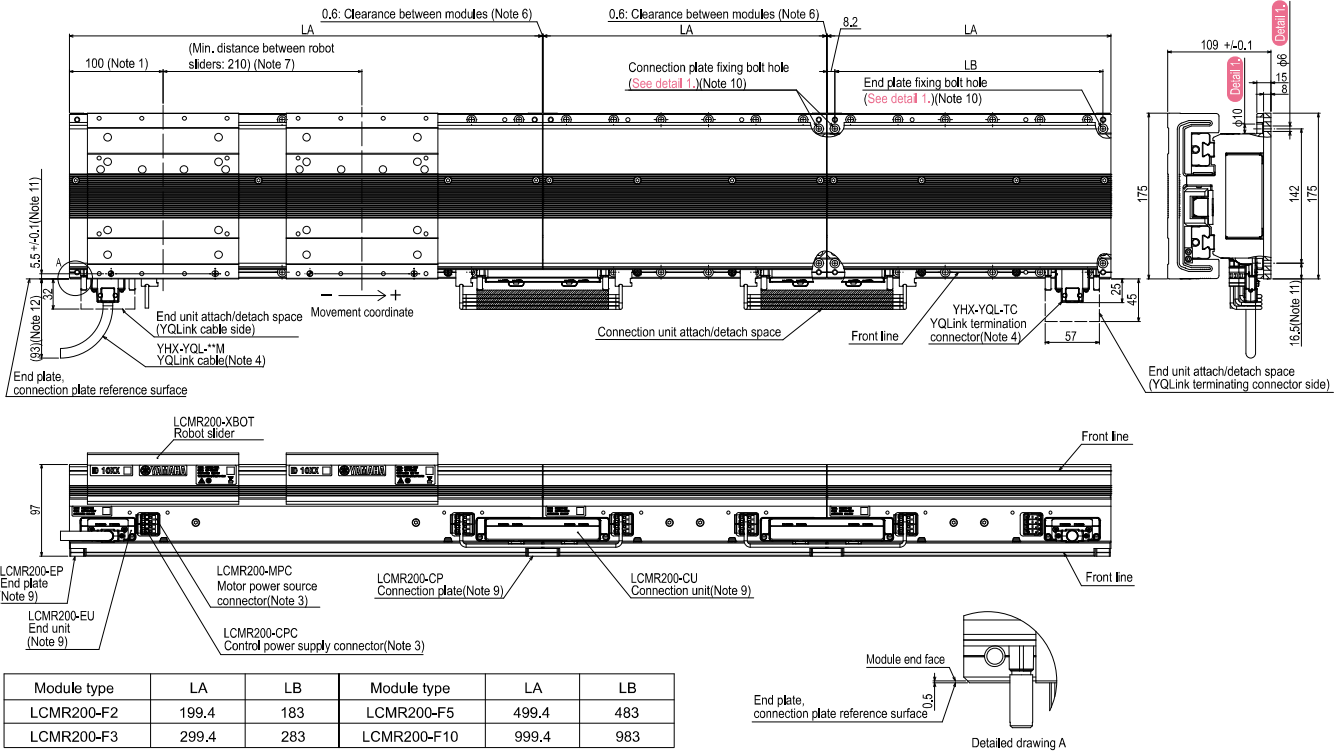 0.6: Clearance between modules (Note 6)
0.6: Clearance between modules (Note 6)
LA
LA
8.2
LA
100 (Note 1)
(Min. distance between robot
sliders: 210) (Note 7)
Connection plate fixing bolt hole
(See detail 1.)(Note 10)
LB
End plate fixing bolt hole
(See detail 1.)(Note 10)
109 +/-0.1
Detail 1.
Detail 1.
ϕ6
15
8
ϕ10
175
142
175
16.5(Note 11)
5.5 +/-0.1(Note 11)
A
32
(93)(Note 12)
− +
Movement coordinate
End unit attach/detach space
(YQLink cable side)
YHX-YQL-**M
YQLink cable(Note 4)
End plate,
connection plate reference surface
Connection unit attach/detach space
Front line
YHX-YQL-TC
YQLink termination
connector(Note 4)
25
45
57
End unit attach/detach space
(YQLink terminating connector side)
LCMR200-XBOT
Robot slider
Front line
ID 10XX YAMAHA
ID 10XX YAMAHA
97
LCMR200-EP
End plate
(Note 9)
LCMR200-EU
End unit
(Note 9)
LCMR200-MPC
Motor power source
connector(Note 3)
LCMR200-CPC
Control power supply connector(Note 3)
LCMR200-CP
Connection plate(Note 9)
LCMR200-CU
Connection unit(Note 9)
Front line
Module type LA LB Module type LA LB
LCMR200-F2 199.4 183 LCMR200-F5 499.4 483
LCMR200-F3 299.4 283 LCMR200-F10 999.4 983
Module end face
End plate,
connection plate reference surface
0.5
Detailed drawing A